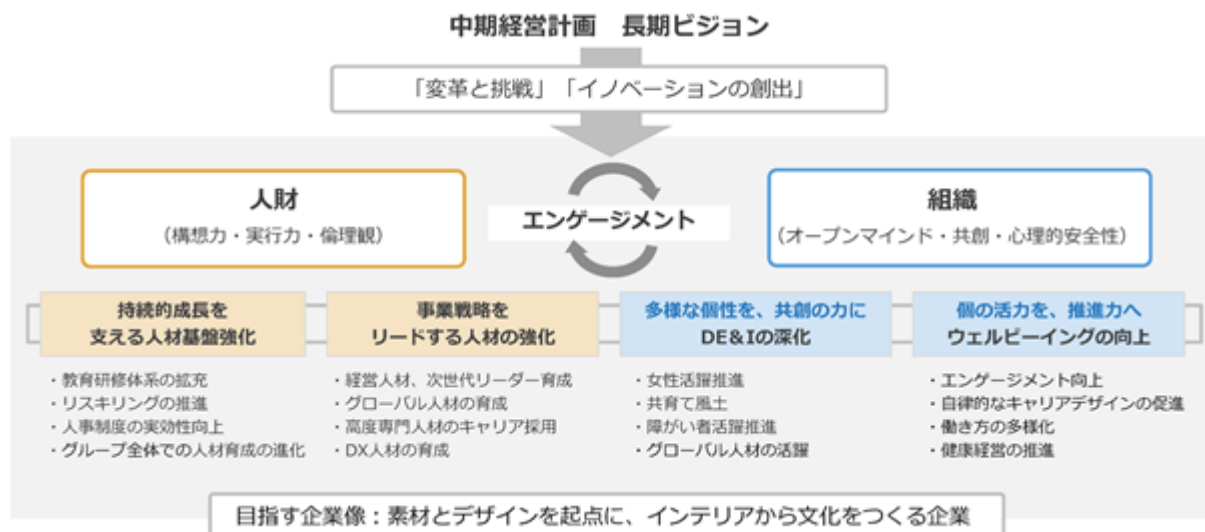 中期経営計画　長期ビジョン
「変革と挑戦」「イノベーションの創出」
人財
（構想力・実行力・倫理観）
エンゲージメント
組織
（オープンマインド・共創・心理的安全性）
持続的成長を
支える人材基盤強化
・教育研修体系の拡充
・リスキリングの推進
・人事制度の実効性向上
・グループ全体での人材育成の進化
事業戦略を
リードする人材の強化
・経営人材、次世代リーダー育成
・グローバル人材の育成
・高度専門人材のキャリア採用
・DX人材の育成
多様な個性を、共創の力に
DE&Iの深化
・女性活躍推進
・共育て風土
・障がい者活躍推進
・グローバル人材の活躍
個の活力を、推進力へ
ウェルビーイングの向上
・エンゲージメント向上
・自律的なキャリアデザインの促進
・働き方の多様化
・健康経営の推進
目指す企業像：素材とデザインを起点に、インテリアから文化をつくる企業